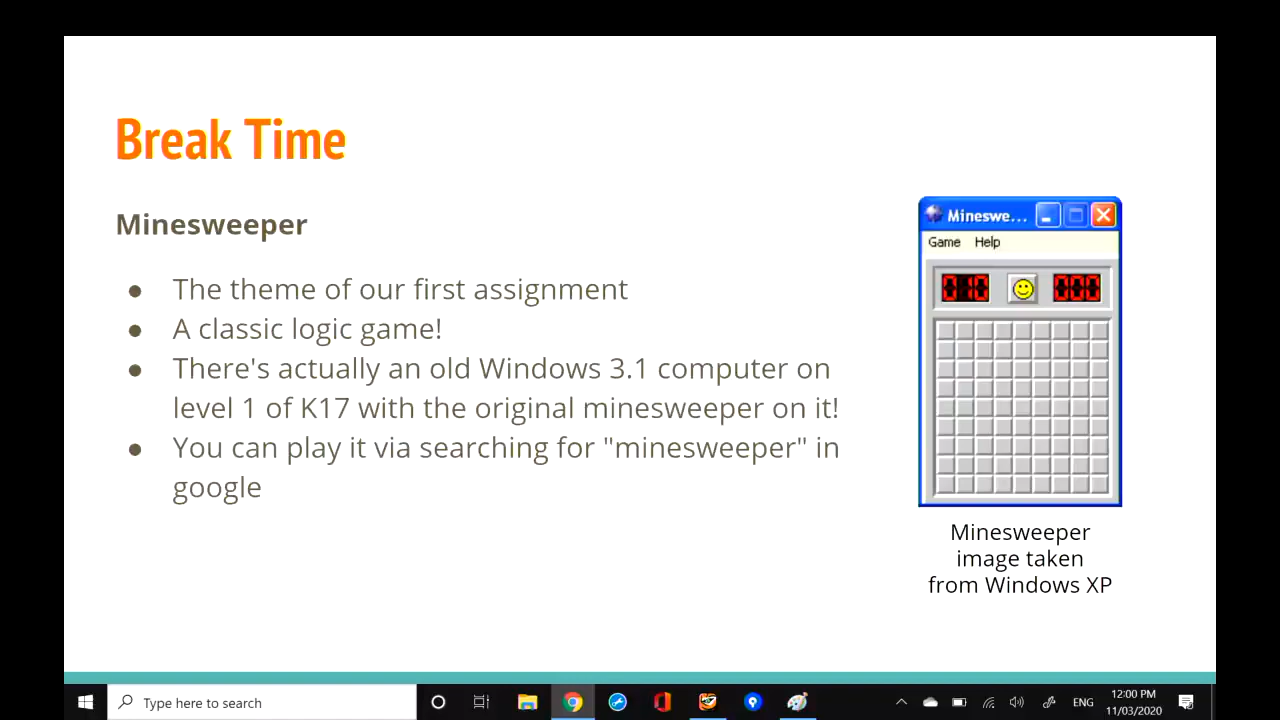 Break Time
Minesweeper
● The theme of our first assignment
● A classic logic game!
● There's actually an old Windows 3.1 computer on
level 1 of K17 with the original minesweeper on it!
● You can play it via searching for "minesweeper" in
google
Mineswe...
Game Help
010 000
Minesweeper
image taken
from Windows XP
Type here to search
ENG
12:00 PM
11/03/2020